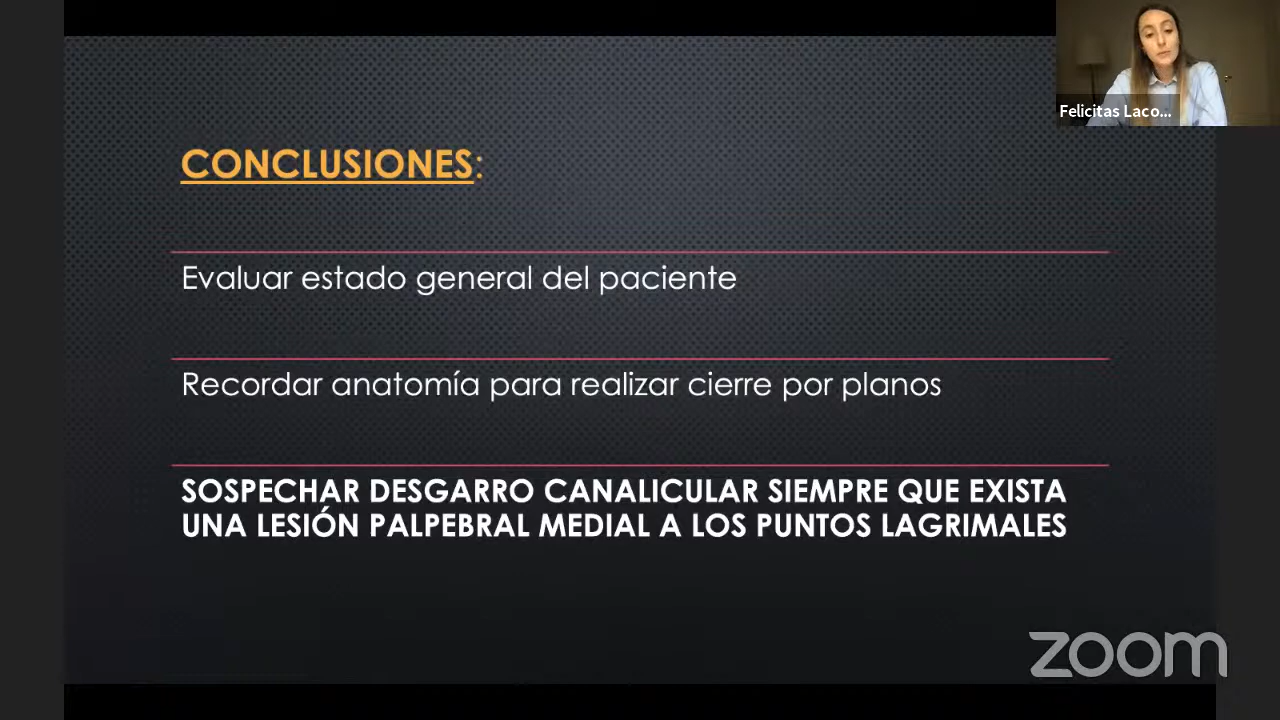 Felicitas Laco...
CONCLUSIONES:
Evaluar estado general del paciente
Recordar anatomía para realizar cierre por planos
SOSPECHAR DESGARRO CANALICULAR SIEMPRE QUE EXISTA
UNA LESIÓN PALPEBRAL MEDIAL A LOS PUNTOS LAGRIMALES
zoom